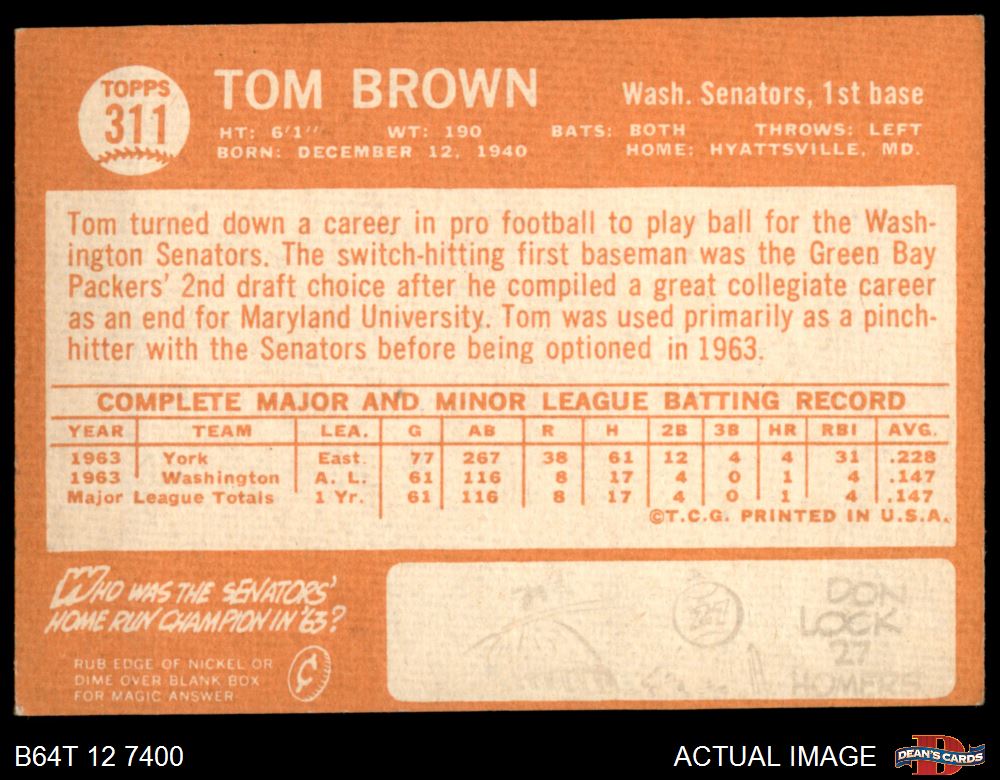 TOPPS
311
TOM BROWN
Wash. Senators, 1st base
HT: 6'1" WT: 190 BATS: BOTH THROWS: LEFT
BORN: DECEMBER 12, 1940 HOME: HYATTSVILLE, MD.
Tom turned down a career in pro football to play ball for the Wash-
ington Senators. The switch-hitting first baseman was the Green Bay
Packers' 2nd draft choice after he compiled a great collegiate career
as an end for Maryland University. Tom was used primarily as a pinch-
hitter with the Senators before being optioned in 1963.
COMPLETE MAJOR AND MINOR LEAGUE BATTING RECORD
YEAR TEAM LEA. G AB R H 2B 3B HR RBI AVG.
1963 York East. 77 267 38 61 12 4 4 31 .228
1963 Washington A. L. 61 116 8 17 4 0 1 4 .147
Major League Totals 1 Yr. 61 116 8 17 4 0 1 4 .147
©T.C.G. PRINTED IN U.S.A.
WHO WAS THE SENATORS'
HOME RUN CHAMPION IN '63?
RUB EDGE OF NICKEL OR
DIME OVER BLANK BOX
FOR MAGIC ANSWER
¢
27
DON
LOCK
27
HOMERS
B64T 12 7400
ACTUAL IMAGE
D
DEAN'S CARDS